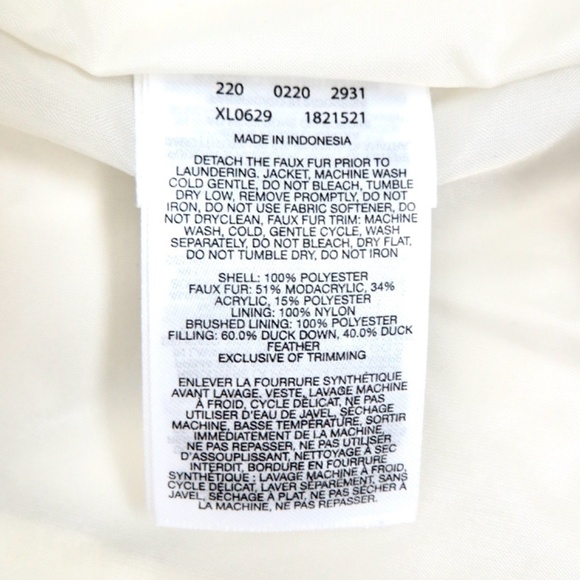 220 0220 2931
XL0629 1821521
MADE IN INDONESIA
DETACH THE FAUX FUR PRIOR TO
LAUNDERING. JACKET, MACHINE WASH
COLD GENTLE, DO NOT BLEACH, TUMBLE
DRY LOW, REMOVE PROMPTLY, DO NOT
IRON, DO NOT USE FABRIC SOFTENER, DO
NOT DRYCLEAN, FAUX FUR TRIM: MACHINE
WASH, COLD, GENTLE CYCLE, WASH
SEPARATELY, DO NOT BLEACH, DRY FLAT,
DO NOT TUMBLE DRY, DO NOT IRON
SHELL: 100% POLYESTER
FAUX FUR: 51% MODACRYLIC, 34%
ACRYLIC, 15% POLYESTER
LINING: 100% NYLON
BRUSHED LINING: 100% POLYESTER
FILLING: 60.0% DUCK DOWN, 40.0% DUCK
FEATHER
EXCLUSIVE OF TRIMMING
ENLEVER LA FOURRURE SYNTHÉTIQUE
AVANT LAVAGE. VESTE, LAVAGE MACHINE
À FROID, CYCLE DÉLICAT, NE PAS
UTILISER D'EAU DE JAVEL, SÉCHAGE
MACHINE, BASSE TEMPÉRATURE, SORTIR
IMMÉDIATEMENT DE LA MACHINE,
NE PAS REPASSER, NE PAS UTILISER
D'ASSOUPLISSANT, NETTOYAGE À SEC
INTERDIT, BORDURE EN FOURRURE
SYNTHÉTIQUE : LAVAGE MACHINE À FROID,
CYCLE DÉLICAT, LAVER SÉPARÉMENT, SANS
JAVEL, SÉCHAGE À PLAT, NE PAS SÉCHER À
LA MACHINE, NE PAS REPASSER.